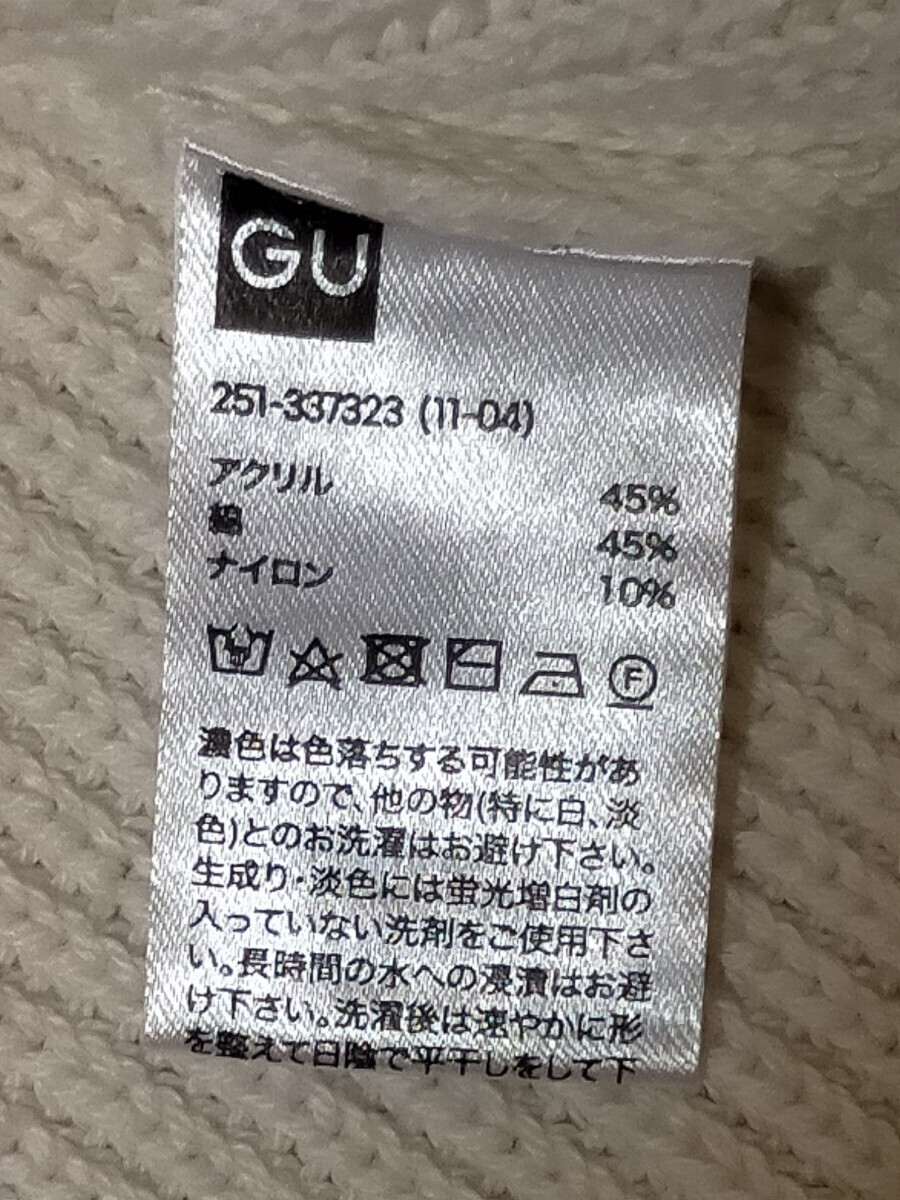 GU
251-337323 (11-04)
アクリル 45%
綿 45%
ナイロン 10%
F
濃色は色落ちする可能性があ
りますので、他の物(特に白、淡
色)とのお洗濯はお避け下さい。
生成り・淡色には蛍光増白剤の
入っていない洗剤をご使用下さ
い。長時間の水への浸漬はお避
け下さい。洗濯後は速やかに形
を整えて日陰で平干しをして下